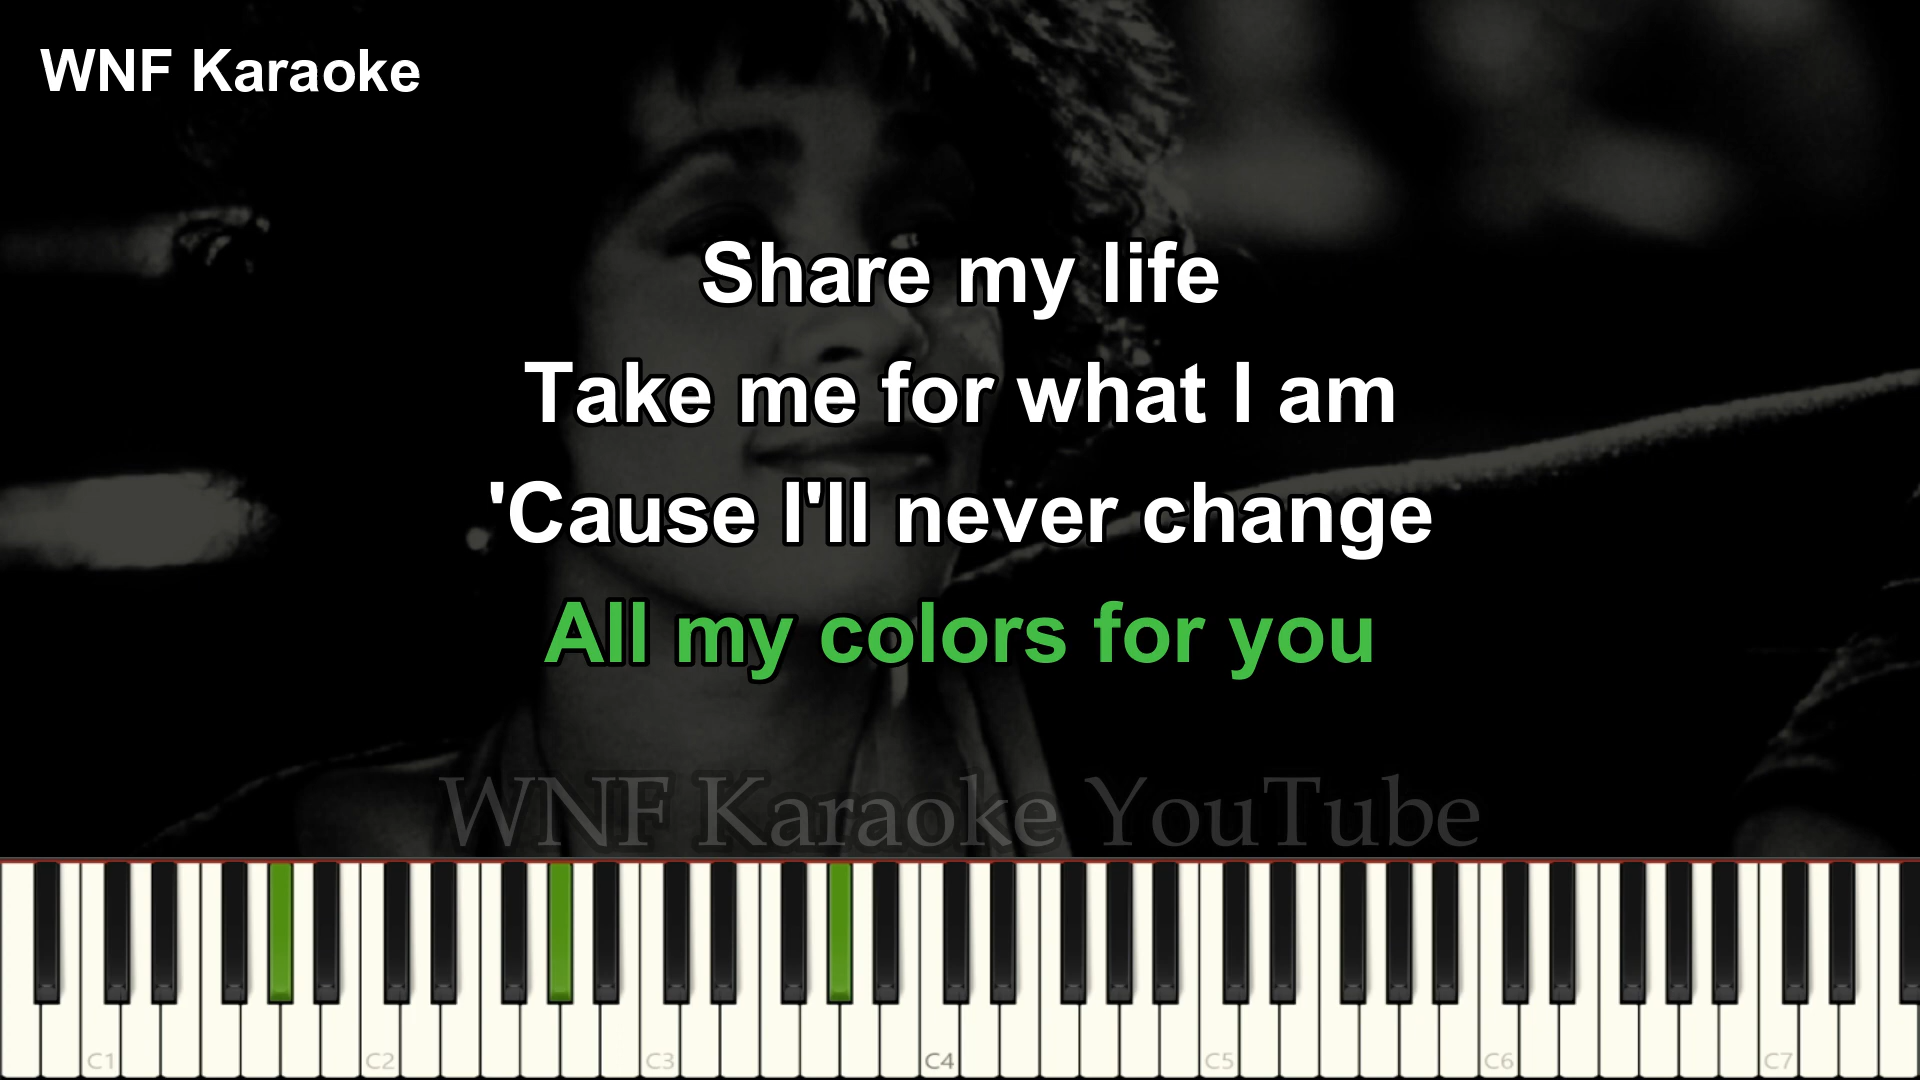 WNF Karaoke
Share my life
Take me for what I am
'Cause I'll never change
All my colors for you
WNF Karaoke YouTube
C1 C2 C3 C4 C5 C6 C7